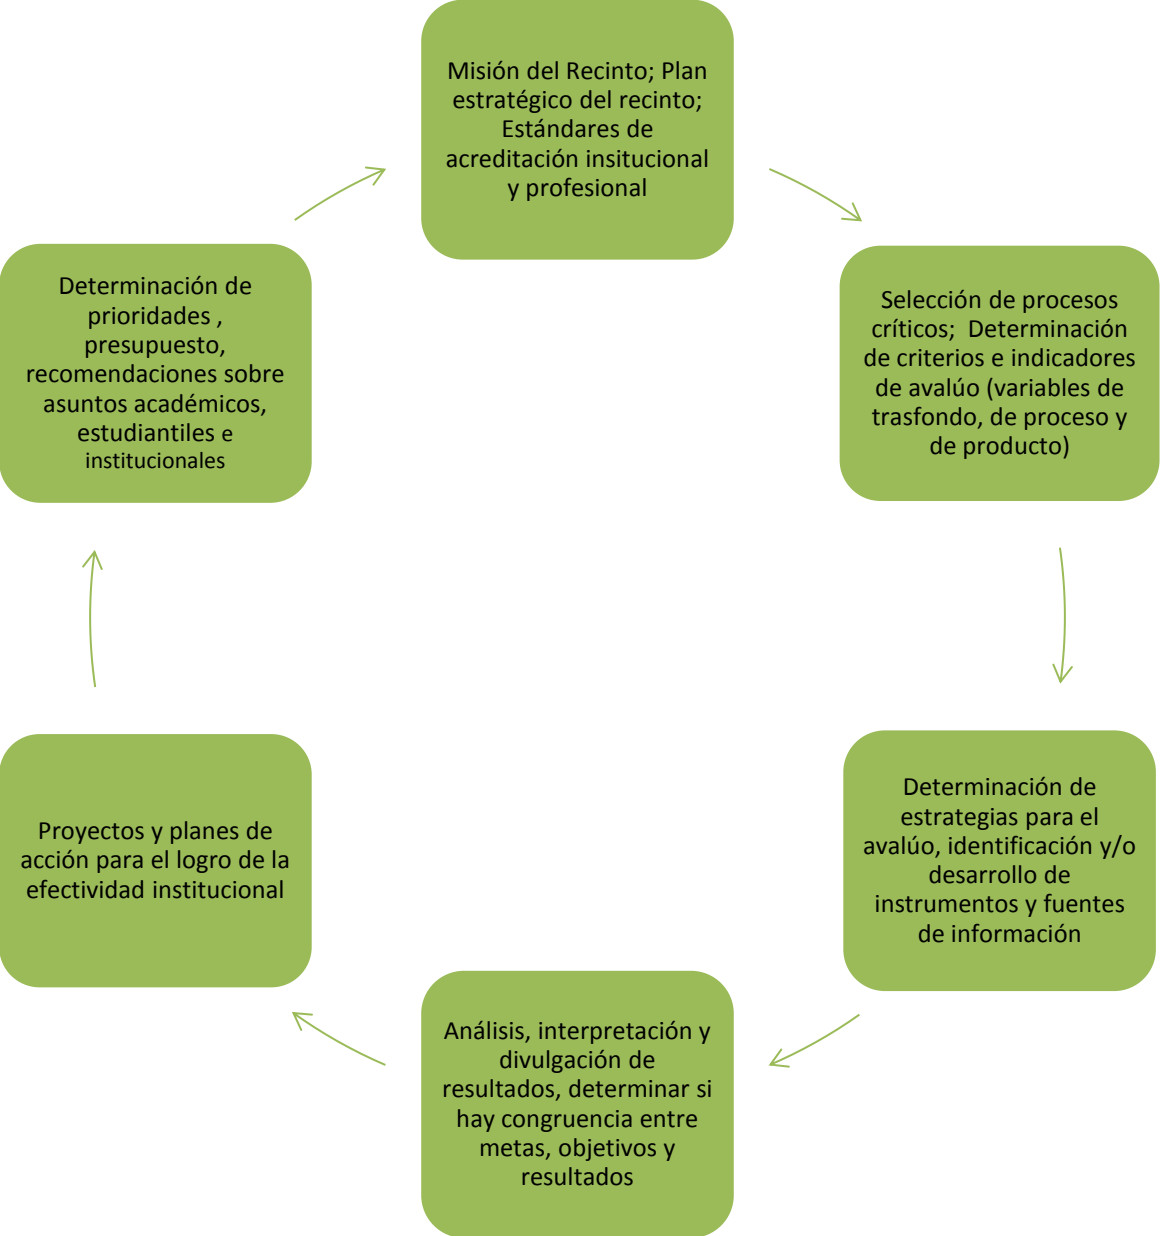 Misión del Recinto; Plan
estratégico del recinto;
Estándares de
acreditación insitucional
y profesional
Selección de procesos
críticos;  Determinación
de criterios e indicadores
de avalúo (variables de
trasfondo, de proceso y
de producto)
Determinación de
estrategias para el
avalúo, identificación y/o
desarrollo de
instrumentos y fuentes
de información
Análisis, interpretación y
divulgación de
resultados, determinar si
hay congruencia entre
metas, objetivos y
resultados
Proyectos y planes de
acción para el logro de la
efectividad institucional
Determinación de
prioridades ,
presupuesto,
recomendaciones sobre
asuntos académicos,
estudiantiles e
institucionales